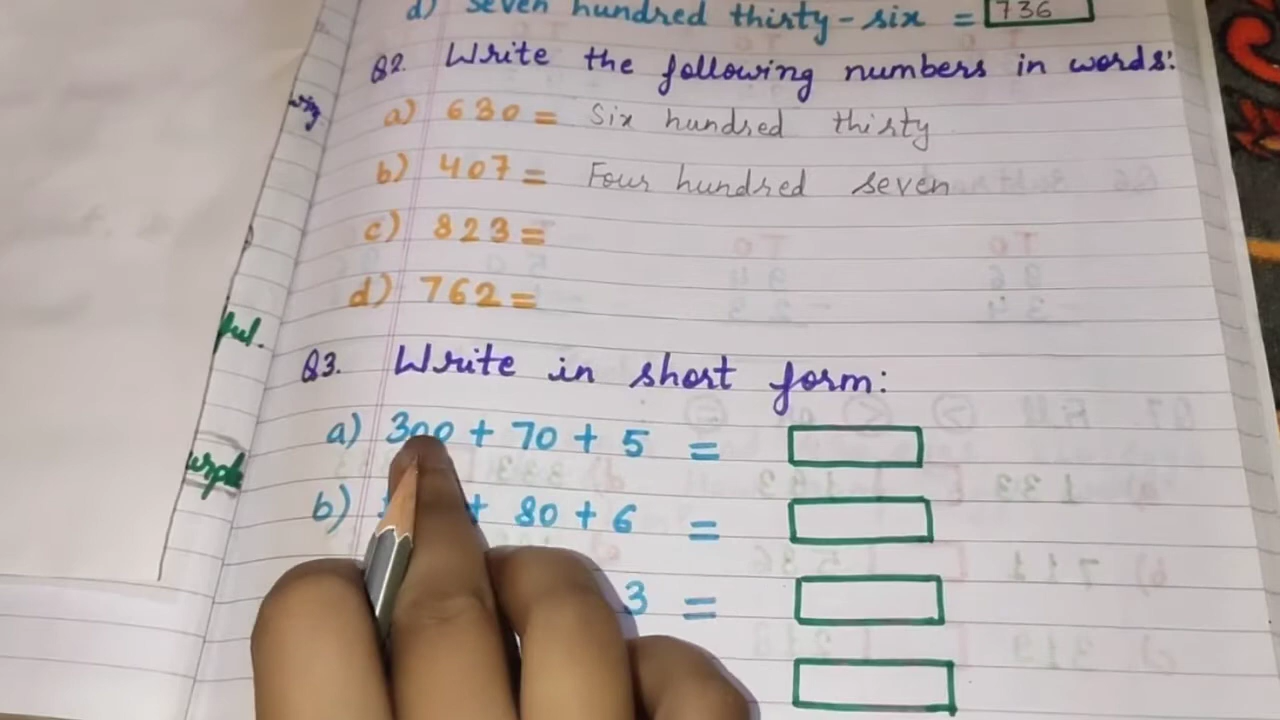 d) Seven hundred thirty-six = 736
Q2. Write the following numbers in words:
a) 630 = Six hundred thirty
b) 407 = Four hundred seven
c) 823 =
d) 762 =
Q3. Write in short form:
a) 300 + 70 + 5 =
b) + 80 + 6 =
3 =